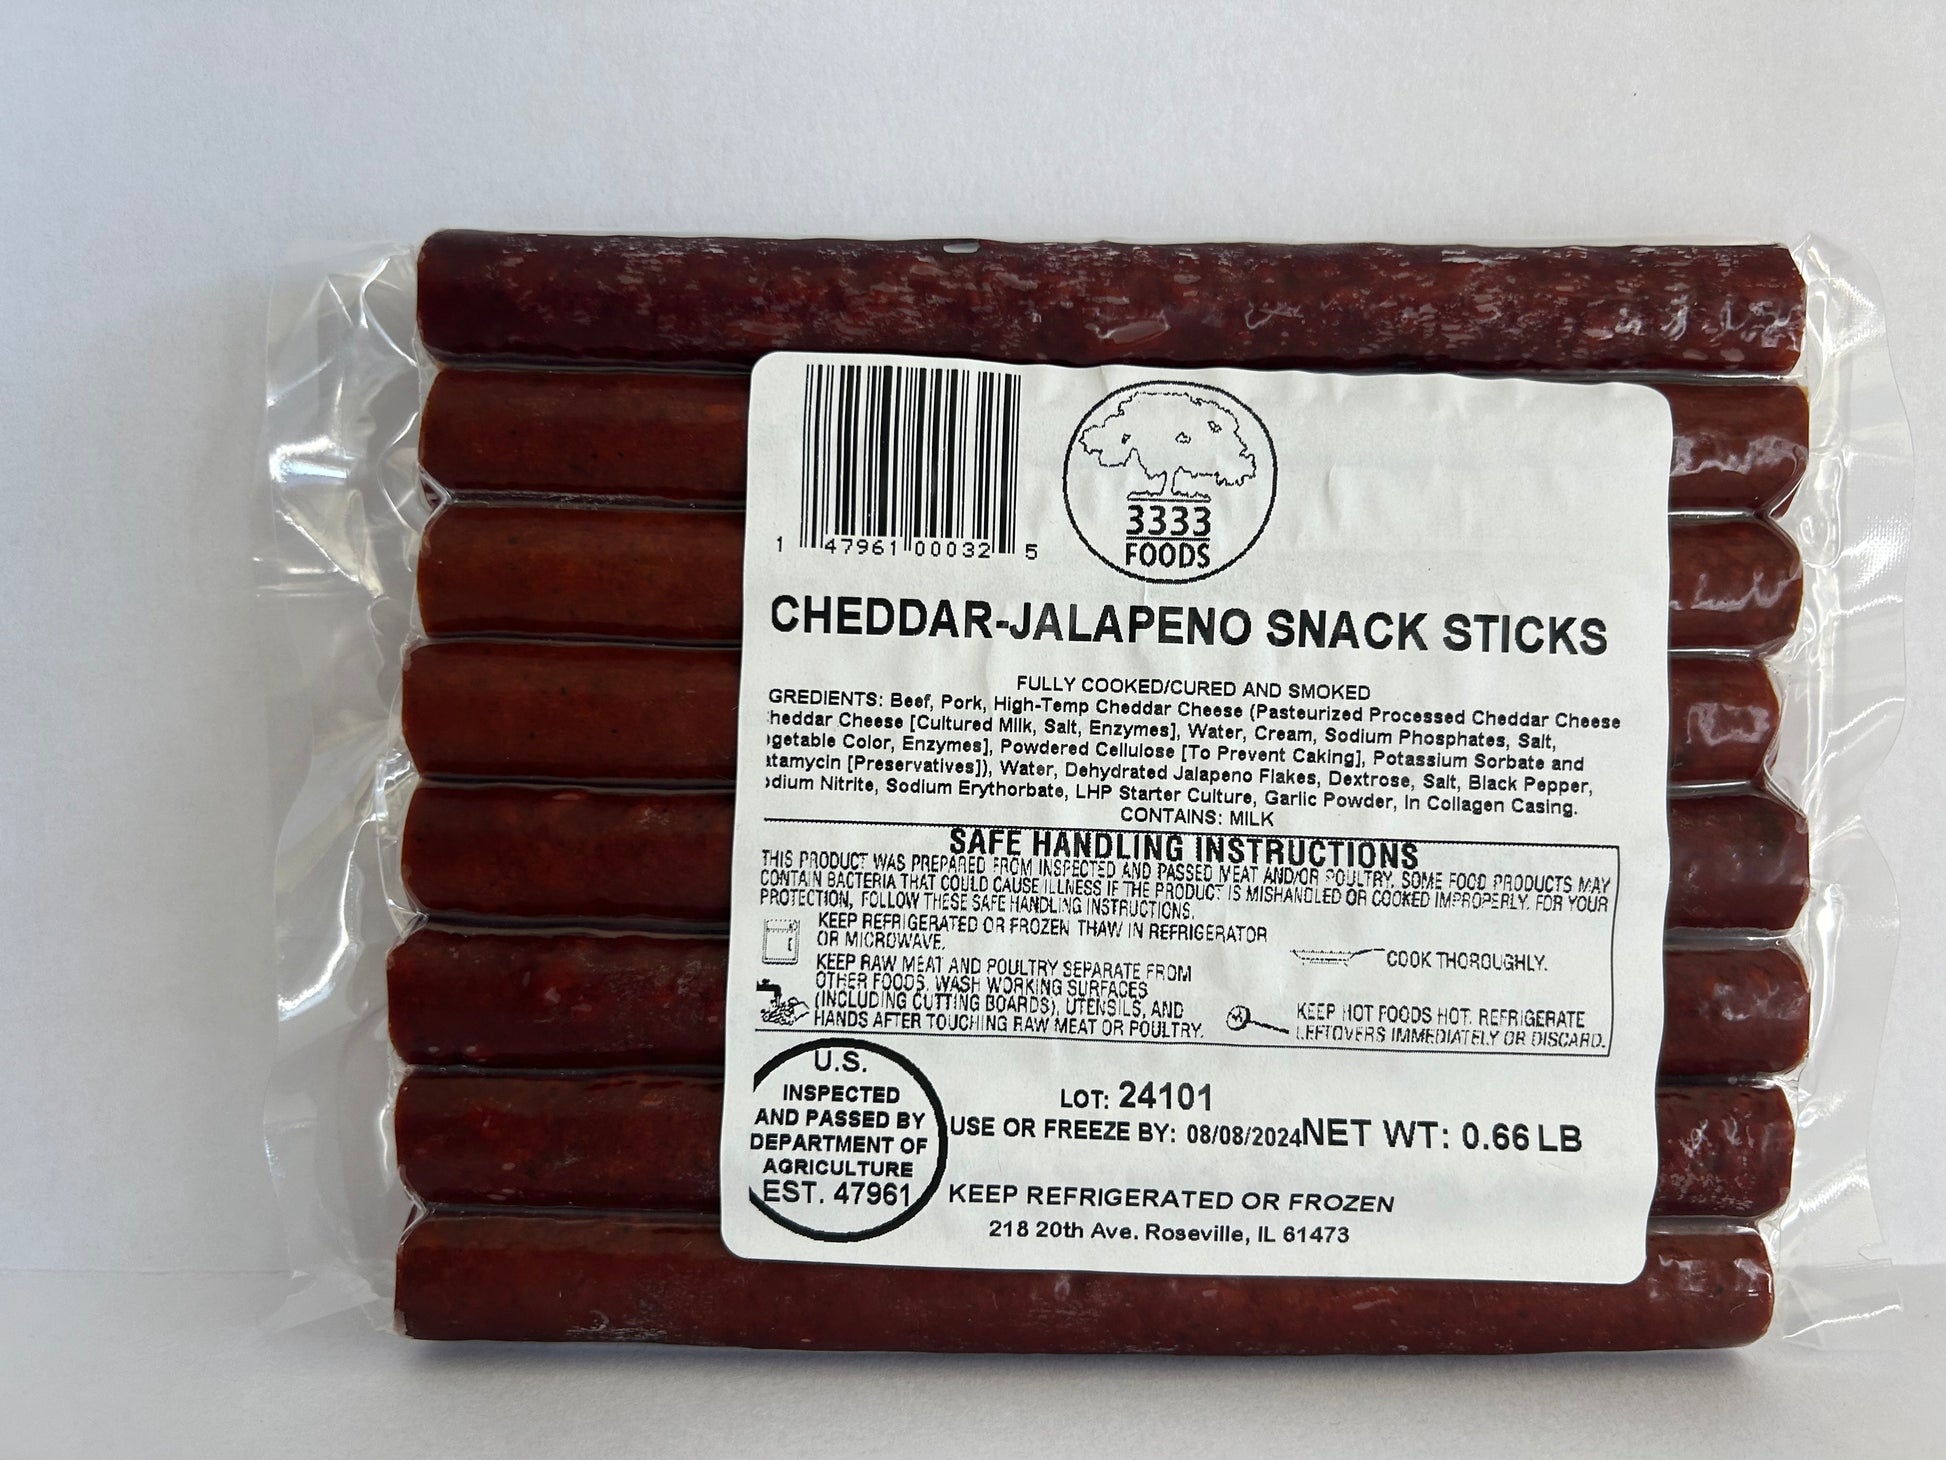 1 47961 00032 5
3333
FOODS
CHEDDAR-JALAPENO SNACK STICKS
FULLY COOKED/CURED AND SMOKED
GREDIENTS: Beef, Pork, High-Temp Cheddar Cheese (Pasteurized Processed Cheddar Cheese
heddar Cheese [Cultured Milk, Salt, Enzymes], Water, Cream, Sodium Phosphates, Salt,
getable Color, Enzymes], Powdered Cellulose [To Prevent Caking], Potassium Sorbate and
tamycin [Preservatives]), Water, Dehydrated Jalapeno Flakes, Dextrose, Salt, Black Pepper,
dium Nitrite, Sodium Erythorbate, LHP Starter Culture, Garlic Powder, In Collagen Casing.
CONTAINS: MILK
SAFE HANDLING INSTRUCTIONS
THIS PRODUCT WAS PREPARED FROM INSPECTED AND PASSED MEAT AND/OR POULTRY. SOME FOOD PRODUCTS MAY
CONTAIN BACTERIA THAT COULD CAUSE ILLNESS IF THE PRODUCT IS MISHANDLED OR COOKED IMPROPERLY. FOR YOUR
PROTECTION, FOLLOW THESE SAFE HANDLING INSTRUCTIONS.
KEEP REFRIGERATED OR FROZEN THAW IN REFRIGERATOR
OR MICROWAVE.
KEEP RAW MEAT AND POULTRY SEPARATE FROM
OTHER FOODS. WASH WORKING SURFACES
(INCLUDING CUTTING BOARDS), UTENSILS, AND
HANDS AFTER TOUCHING RAW MEAT OR POULTRY.
COOK THOROUGHLY.
KEEP HOT FOODS HOT. REFRIGERATE
LEFTOVERS IMMEDIATELY OR DISCARD.
U.S.
INSPECTED
AND PASSED BY
DEPARTMENT OF
AGRICULTURE
EST. 47961
LOT: 24101
USE OR FREEZE BY: 08/08/2024 NET WT: 0.66 LB
KEEP REFRIGERATED OR FROZEN
218 20th Ave. Roseville, IL 61473